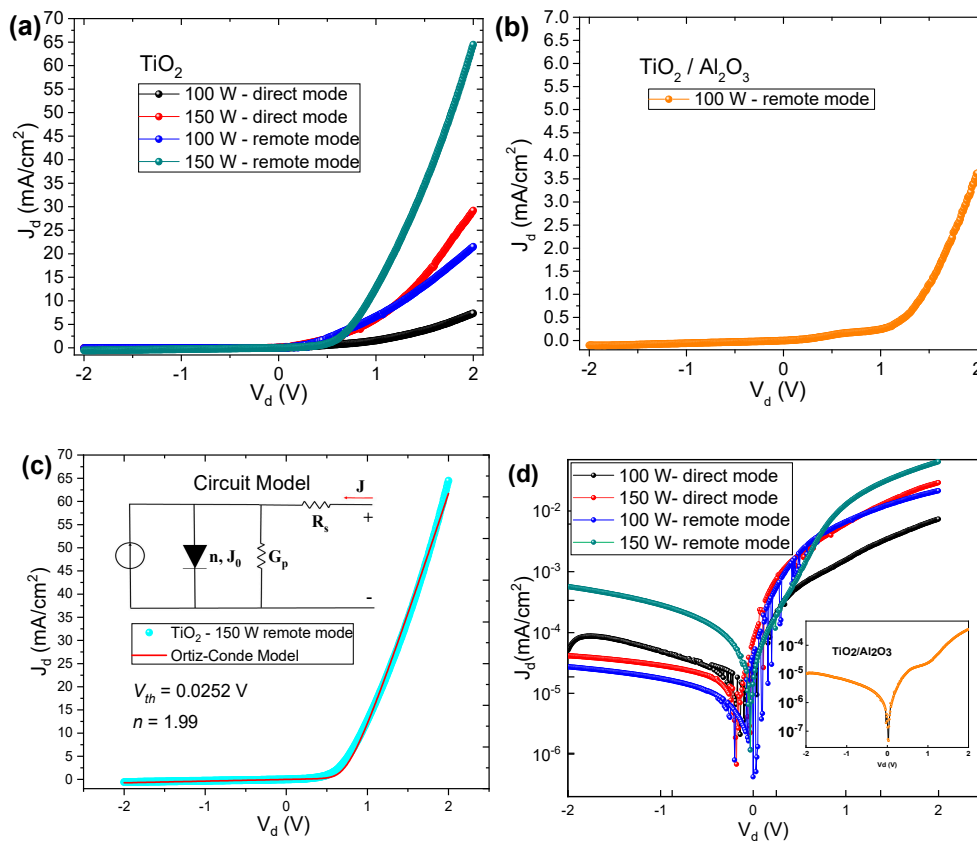 (a)
TiO2
100 W - direct mode
150 W - direct mode
100 W - remote mode
150 W - remote mode
Jd (mA/cm2)
70
65
60
55
50
45
40
35
30
25
20
15
10
5
0
-2
-1
0
1
2
Vd (V)
(b)
TiO2 / Al2O3
100 W - remote mode
Jd (mA/cm2)
7.0
6.5
6.0
5.5
5.0
4.5
4.0
3.5
3.0
2.5
2.0
1.5
1.0
0.5
0.0
-2
-1
0
1
2
Vd (V)
(c)
Circuit Model
J
+
Rs
n, J0
Gp
-
TiO2 - 150 W remote mode
Ortiz-Conde Model
Vth = 0.0252 V
n = 1.99
Jd (mA/cm2)
70
65
60
55
50
45
40
35
30
25
20
15
10
5
0
-2
-1
0
1
2
Vd (V)
(d)
100 W- direct mode
150 W- direct mode
100 W- remote mode
150 W- remote mode
Jd(mA/cm2)
10-2
10-3
10-4
10-5
10-6
-2
-1
0
1
2
Vd (V)
TiO2/Al2O3
10-4
10-5
10-6
10-7
-2
-1
0
1
2
Vd (V)